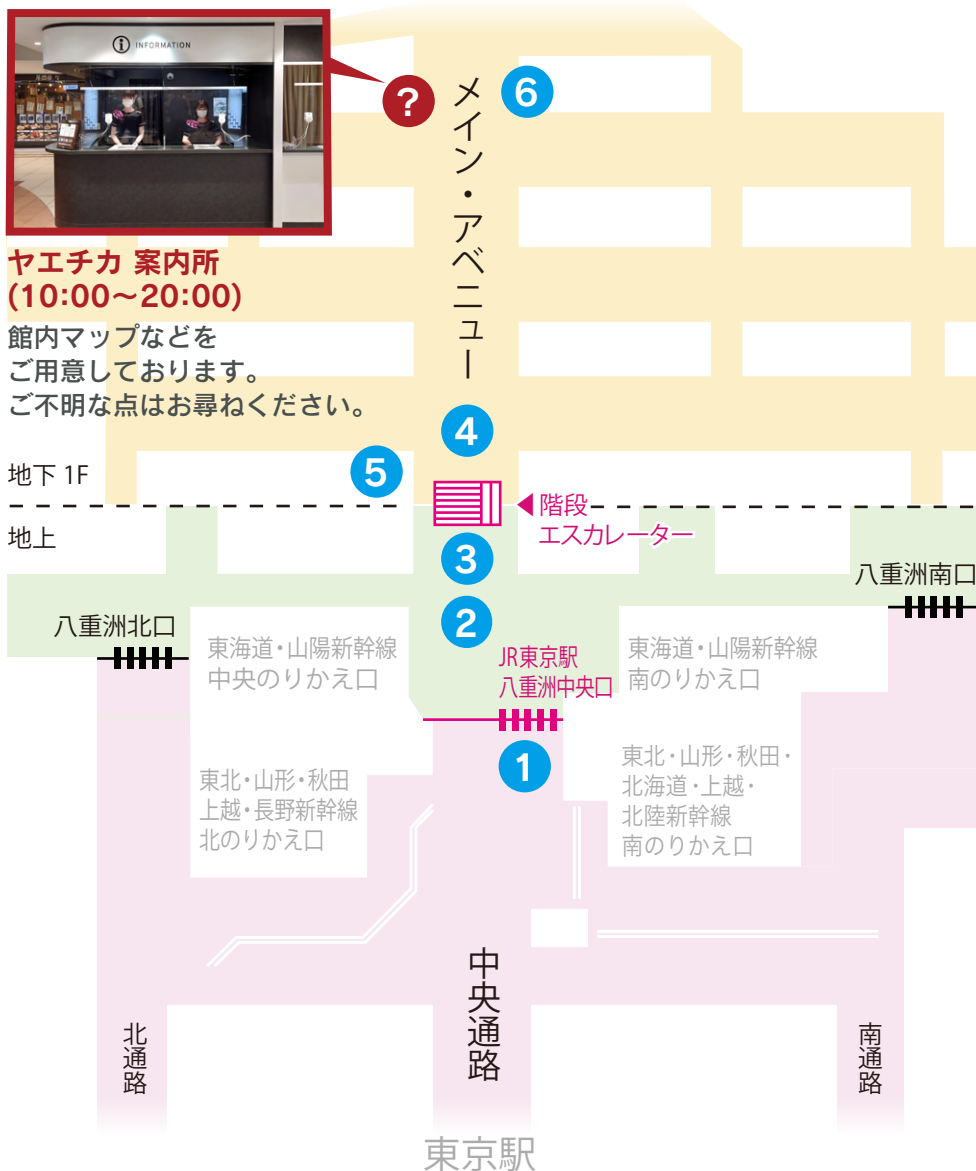 INFORMATION
?
6
メイン・アベニュー
ヤエチカ 案内所
(10:00〜20:00)
館内マップなどを
ご用意しております。
ご不明な点はお尋ねください。
4
5
地下 1F
階段
エスカレーター
地上
3
八重洲南口
2
八重洲北口
東海道・山陽新幹線
中央のりかえ口
JR東京駅
八重洲中央口
東海道・山陽新幹線
南のりかえ口
1
東北・山形・秋田
上越・長野新幹線
北のりかえ口
東北・山形・秋田・
北海道・上越・
北陸新幹線
南のりかえ口
中央通路
北通路
南通路
東京駅